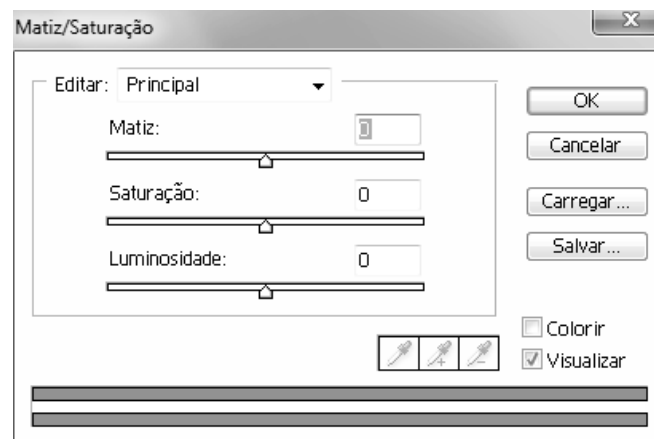 Matiz/Saturação
X
Editar: Principal
OK
Matiz: 0
Cancelar
Saturação: 0
Carregar...
Salvar...
Luminosidade: 0
Colorir
Visualizar